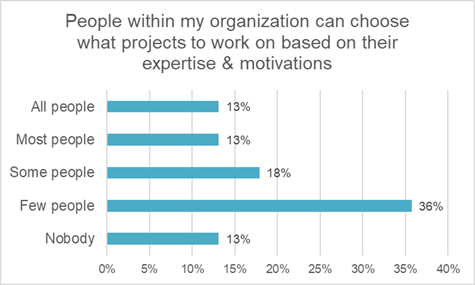 People within my organization can choose
what projects to work on based on their
expertise & motivations
All people 13%
Most people 13%
Some people 18%
Few people 36%
Nobody 13%
0% 5% 10% 15% 20% 25% 30% 35% 40%